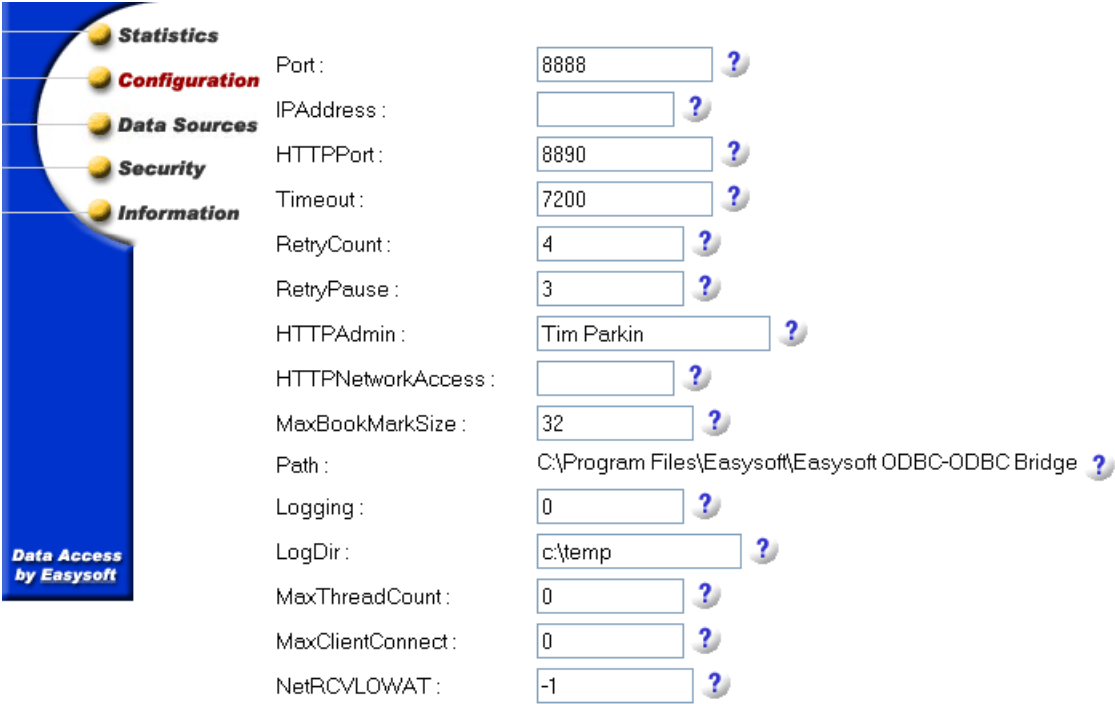 Statistics
Configuration
Data Sources
Security
Information
Data Access
by Easysoft
Port : 8888 ?
IPAddress : ?
HTTPPort : 8890 ?
Timeout : 7200 ?
RetryCount : 4 ?
RetryPause : 3 ?
HTTPAdmin : Tim Parkin ?
HTTPNetworkAccess : ?
MaxBookMarkSize : 32 ?
Path : C:\Program Files\Easysoft\Easysoft ODBC-ODBC Bridge ?
Logging : 0 ?
LogDir : c:\temp ?
MaxThreadCount : 0 ?
MaxClientConnect : 0 ?
NetRCVLOWAT : -1 ?